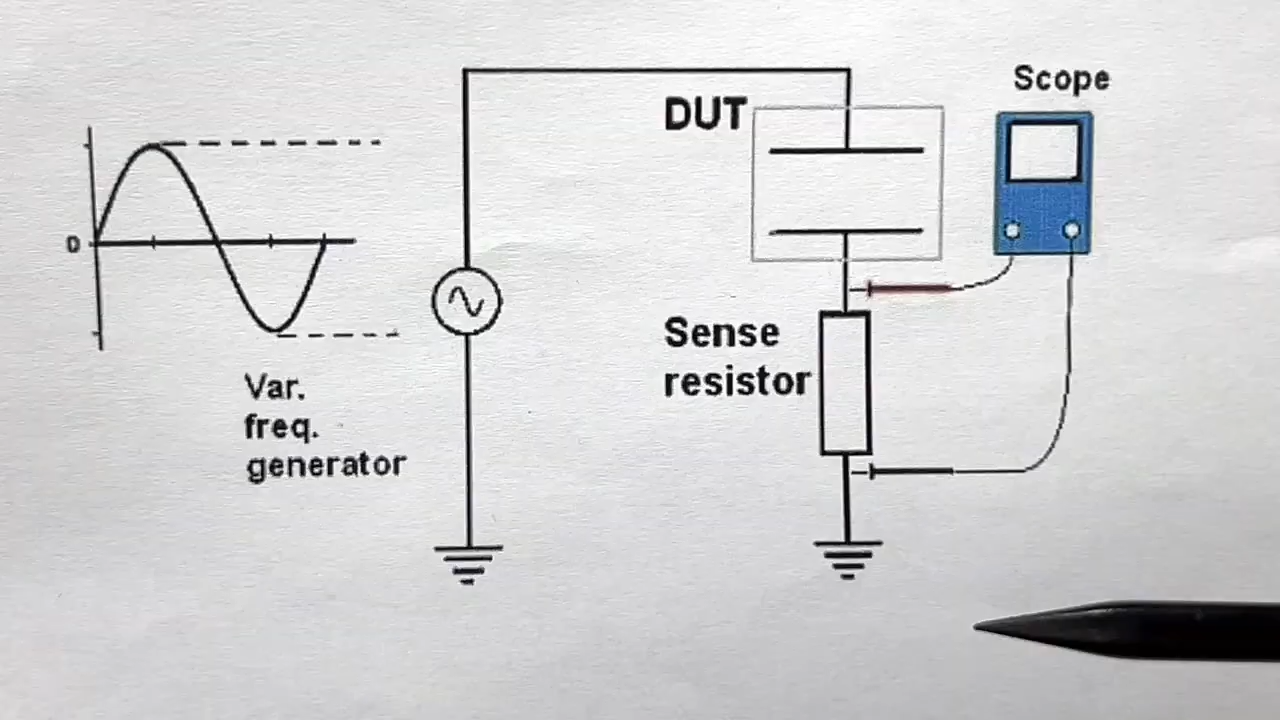 Scope
DUT
0
Sense
resistor
Var.
freq.
generator